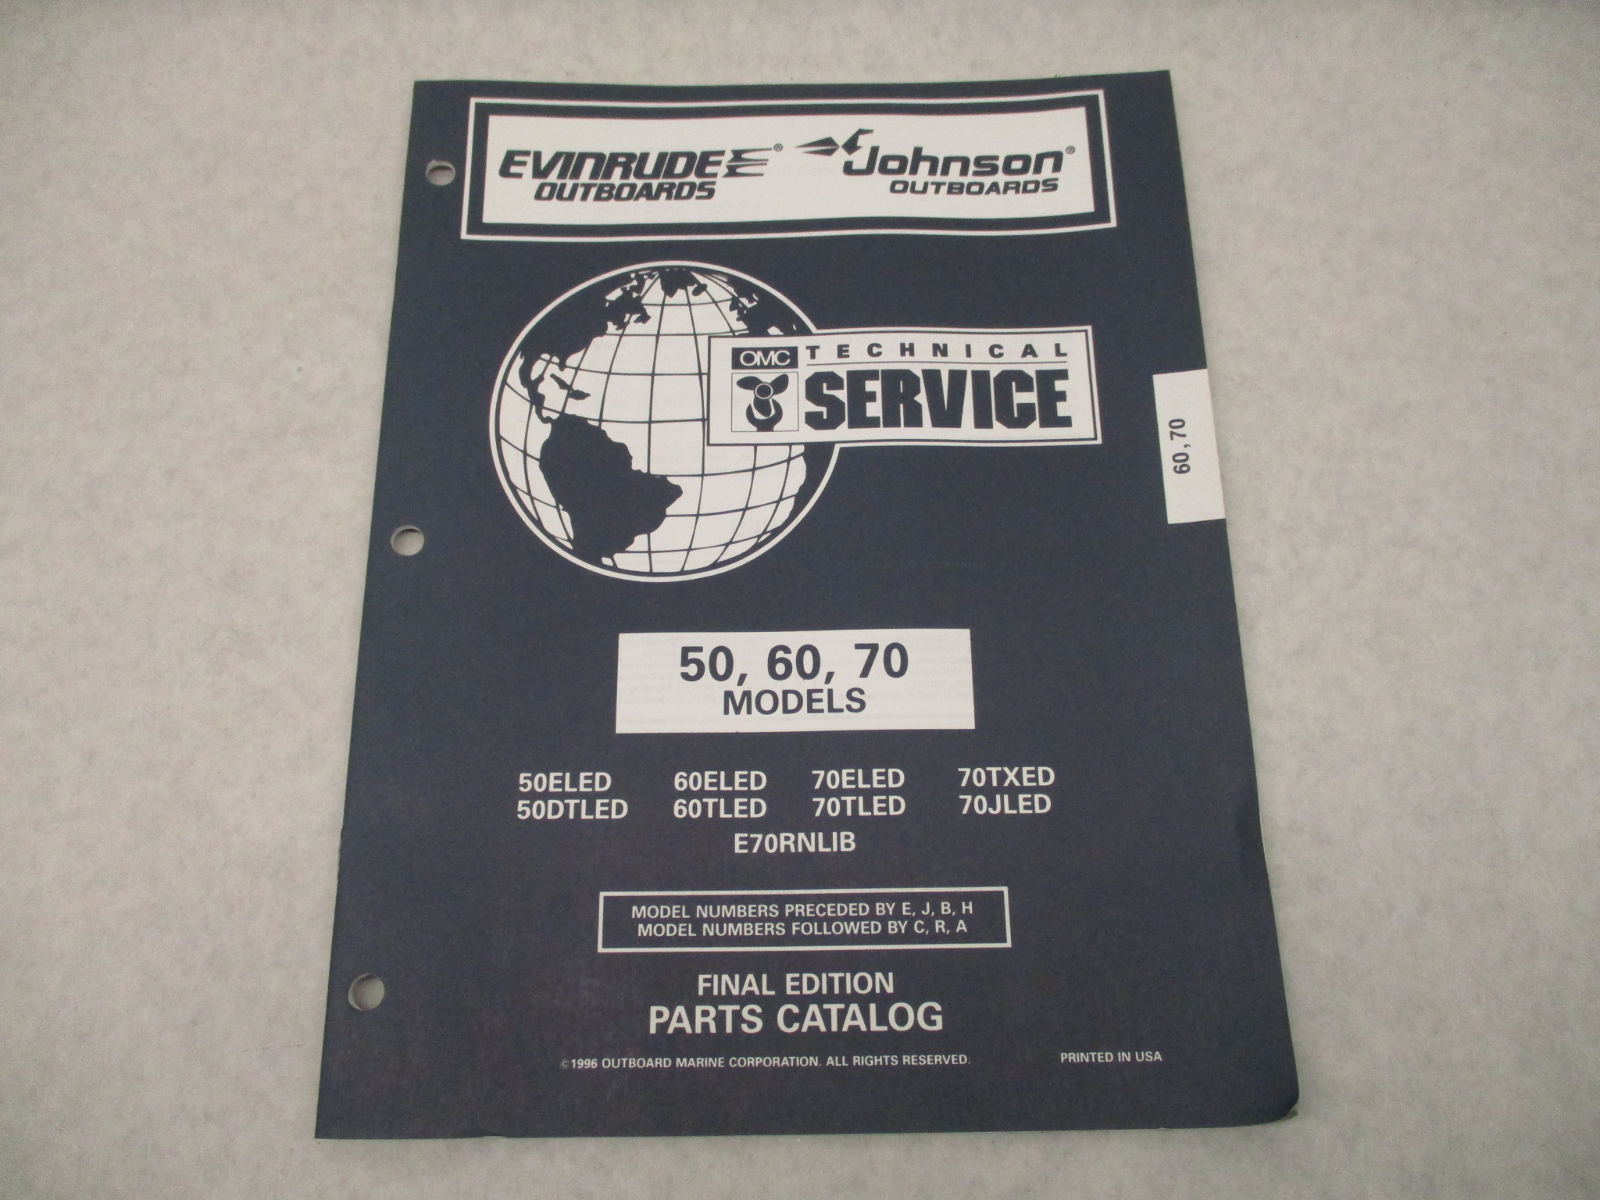 EVINRUDE®
OUTBOARDS
Johnson®
OUTBOARDS
OMC TECHNICAL
SERVICE
60, 70
50, 60, 70
MODELS
50ELED 60ELED 70ELED 70TXED
50DTLED 60TLED 70TLED 70JLED
E70RNLIB
MODEL NUMBERS PRECEDED BY E, J, B, H
MODEL NUMBERS FOLLOWED BY C, R, A
FINAL EDITION
PARTS CATALOG
©1996 OUTBOARD MARINE CORPORATION. ALL RIGHTS RESERVED. PRINTED IN USA